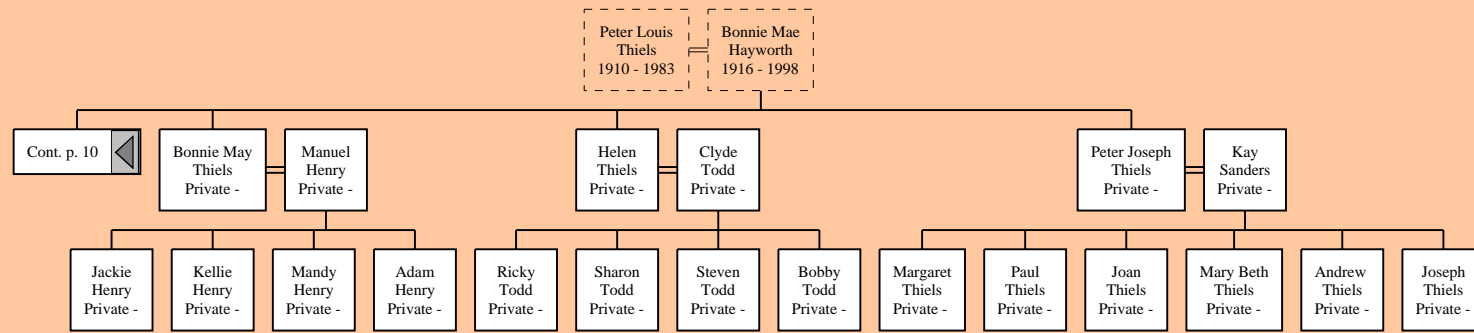 Peter Louis
Thiels
1910 - 1983
Bonnie Mae
Hayworth
1916 - 1998
Cont. p. 10
Bonnie May
Thiels
Private -
Manuel
Henry
Private -
Helen
Thiels
Private -
Clyde
Todd
Private -
Peter Joseph
Thiels
Private -
Kay
Sanders
Private -
Jackie
Henry
Private -
Kellie
Henry
Private -
Mandy
Henry
Private -
Adam
Henry
Private -
Ricky
Todd
Private -
Sharon
Todd
Private -
Steven
Todd
Private -
Bobby
Todd
Private -
Margaret
Thiels
Private -
Paul
Thiels
Private -
Joan
Thiels
Private -
Mary Beth
Thiels
Private -
Andrew
Thiels
Private -
Joseph
Thiels
Private -